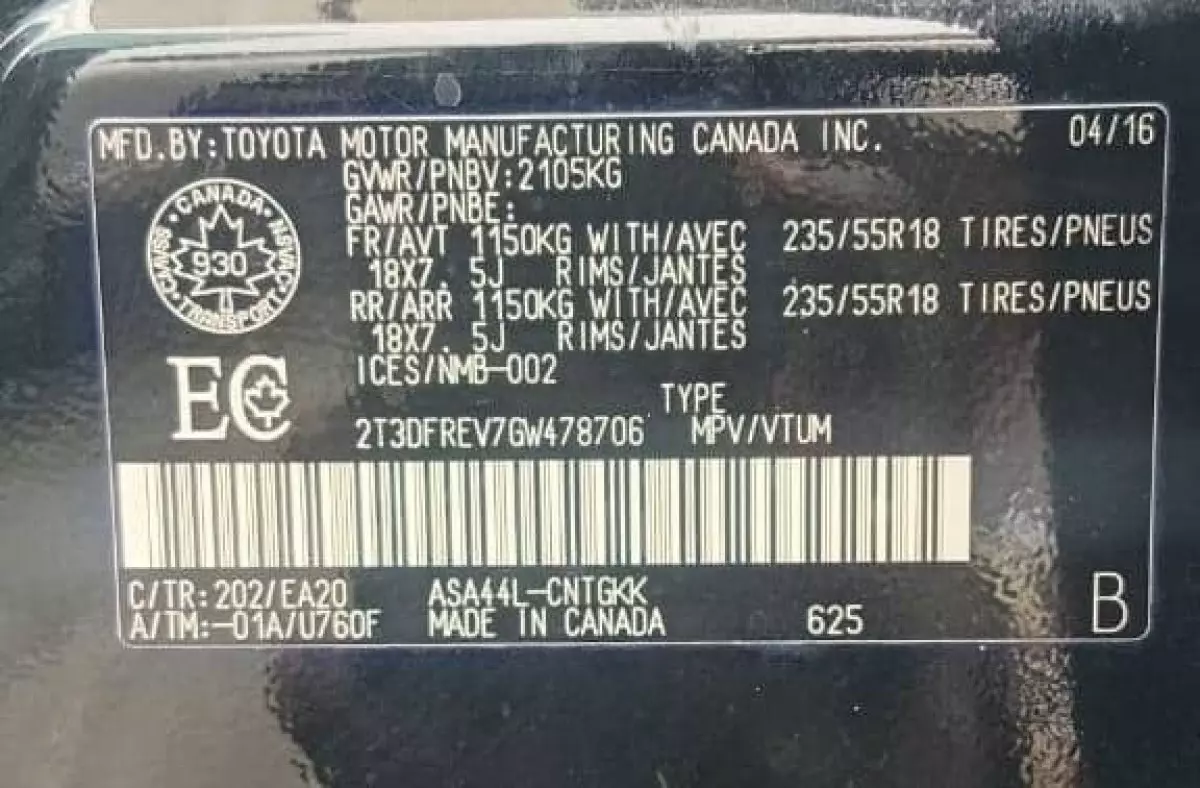 MFD.BY:TOYOTA MOTOR MANUFACTURING CANADA INC. 04/16
GVWR/PNBV:2105KG
GAWR/PNBE:
FR/AVT 1150KG WITH/AVEC 235/55R18 TIRES/PNEUS
18X7. 5J RIMS/JANTES
RR/ARR 1150KG WITH/AVEC 235/55R18 TIRES/PNEUS
18X7. 5J RIMS/JANTES
ICES/NMB-002
CANADA
930
TRANSPORT
CMVSS
NSVAC
EC
TYPE
2T3DFREV7GW478706 MPV/VTUM
C/TR:202/EA20 ASA44L-CNTGKK
A/TM:-01A/U760F MADE IN CANADA 625 B